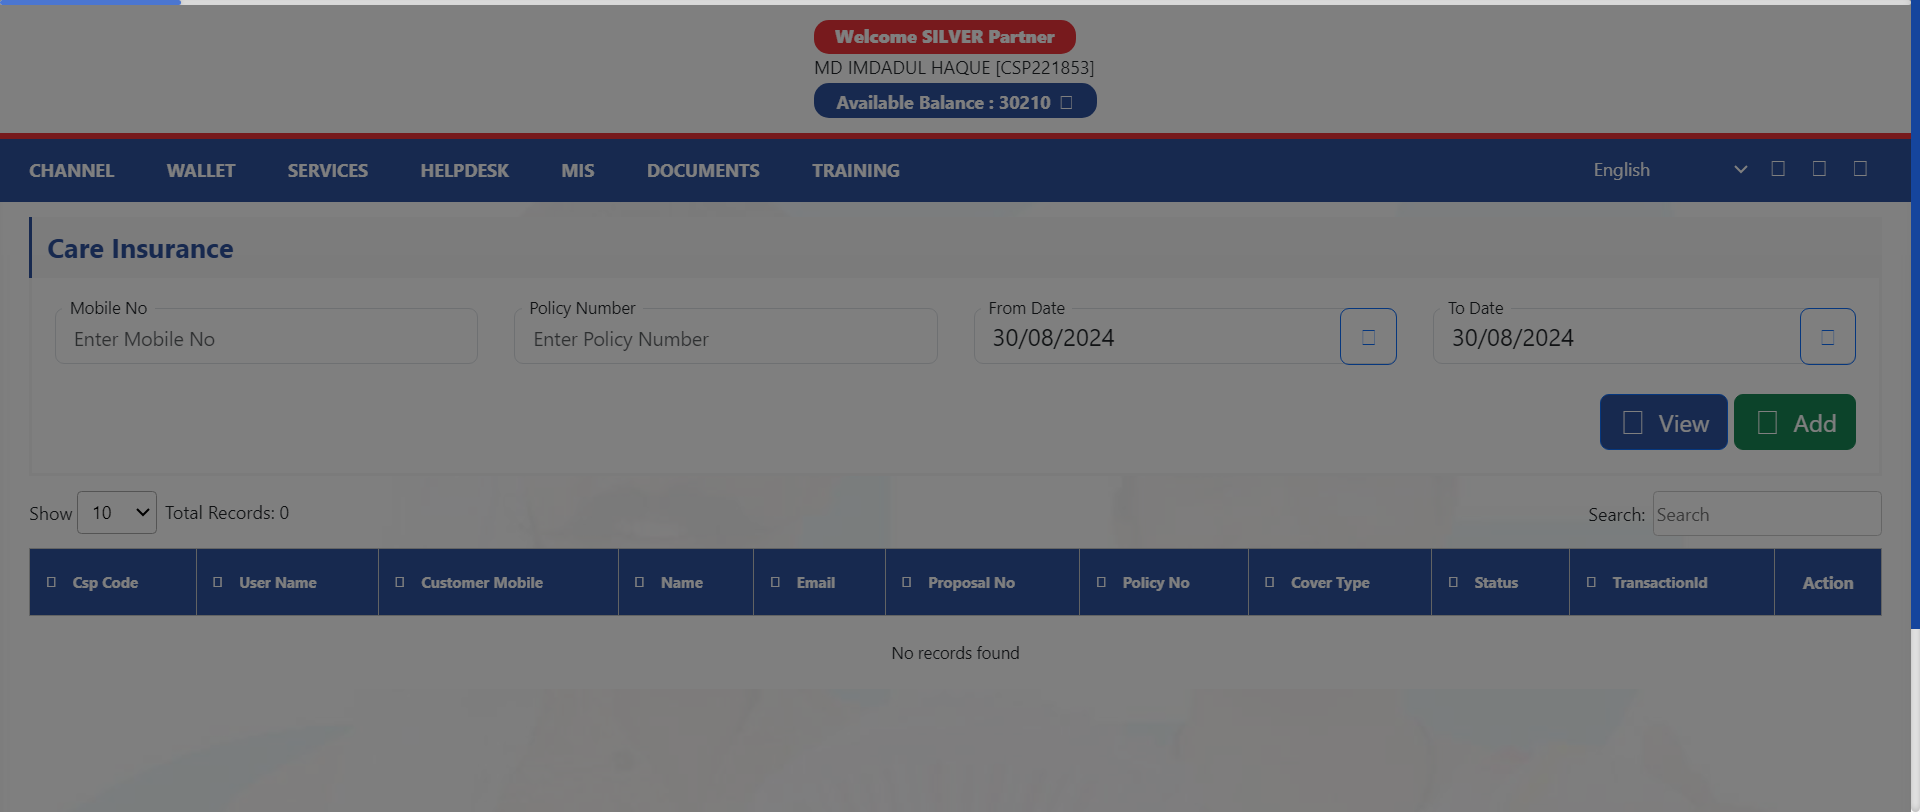 Welcome SILVER Partner
MD IMDADUL HAQUE [CSP221853]
Available Balance : 30210
CHANNEL WALLET SERVICES HELPDESK MIS DOCUMENTS TRAINING English
Care Insurance
Mobile No Policy Number From Date To Date
Enter Mobile No Enter Policy Number 30/08/2024 30/08/2024
View Add
Show 10 Total Records: 0 Search: Search
Csp Code User Name Customer Mobile Name Email Proposal No Policy No Cover Type Status TransactionId Action
No records found